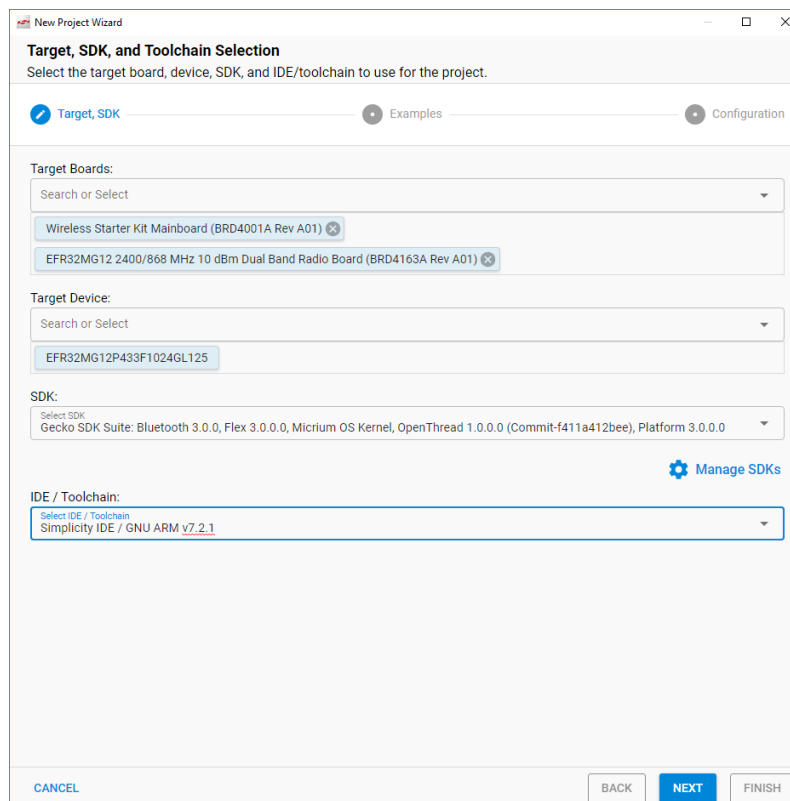 New Project Wizard
Target, SDK, and Toolchain Selection
Select the target board, device, SDK, and IDE/toolchain to use for the project.
Target, SDK
Examples
Configuration
Target Boards:
Search or Select
Wireless Starter Kit Mainboard (BRD4001A Rev A01)
EFR32MG12 2400/868 MHz 10 dBm Dual Band Radio Board (BRD4163A Rev A01)
Target Device:
Search or Select
EFR32MG12P433F1024GL125
SDK:
Select SDK
Gecko SDK Suite: Bluetooth 3.0.0, Flex 3.0.0.0, Micrium OS Kernel, OpenThread 1.0.0.0 (Commit-f411a412bee), Platform 3.0.0.0
Manage SDKs
IDE / Toolchain:
Select IDE / Toolchain
Simplicity IDE / GNU ARM v7.2.1
CANCEL
BACK
NEXT
FINISH